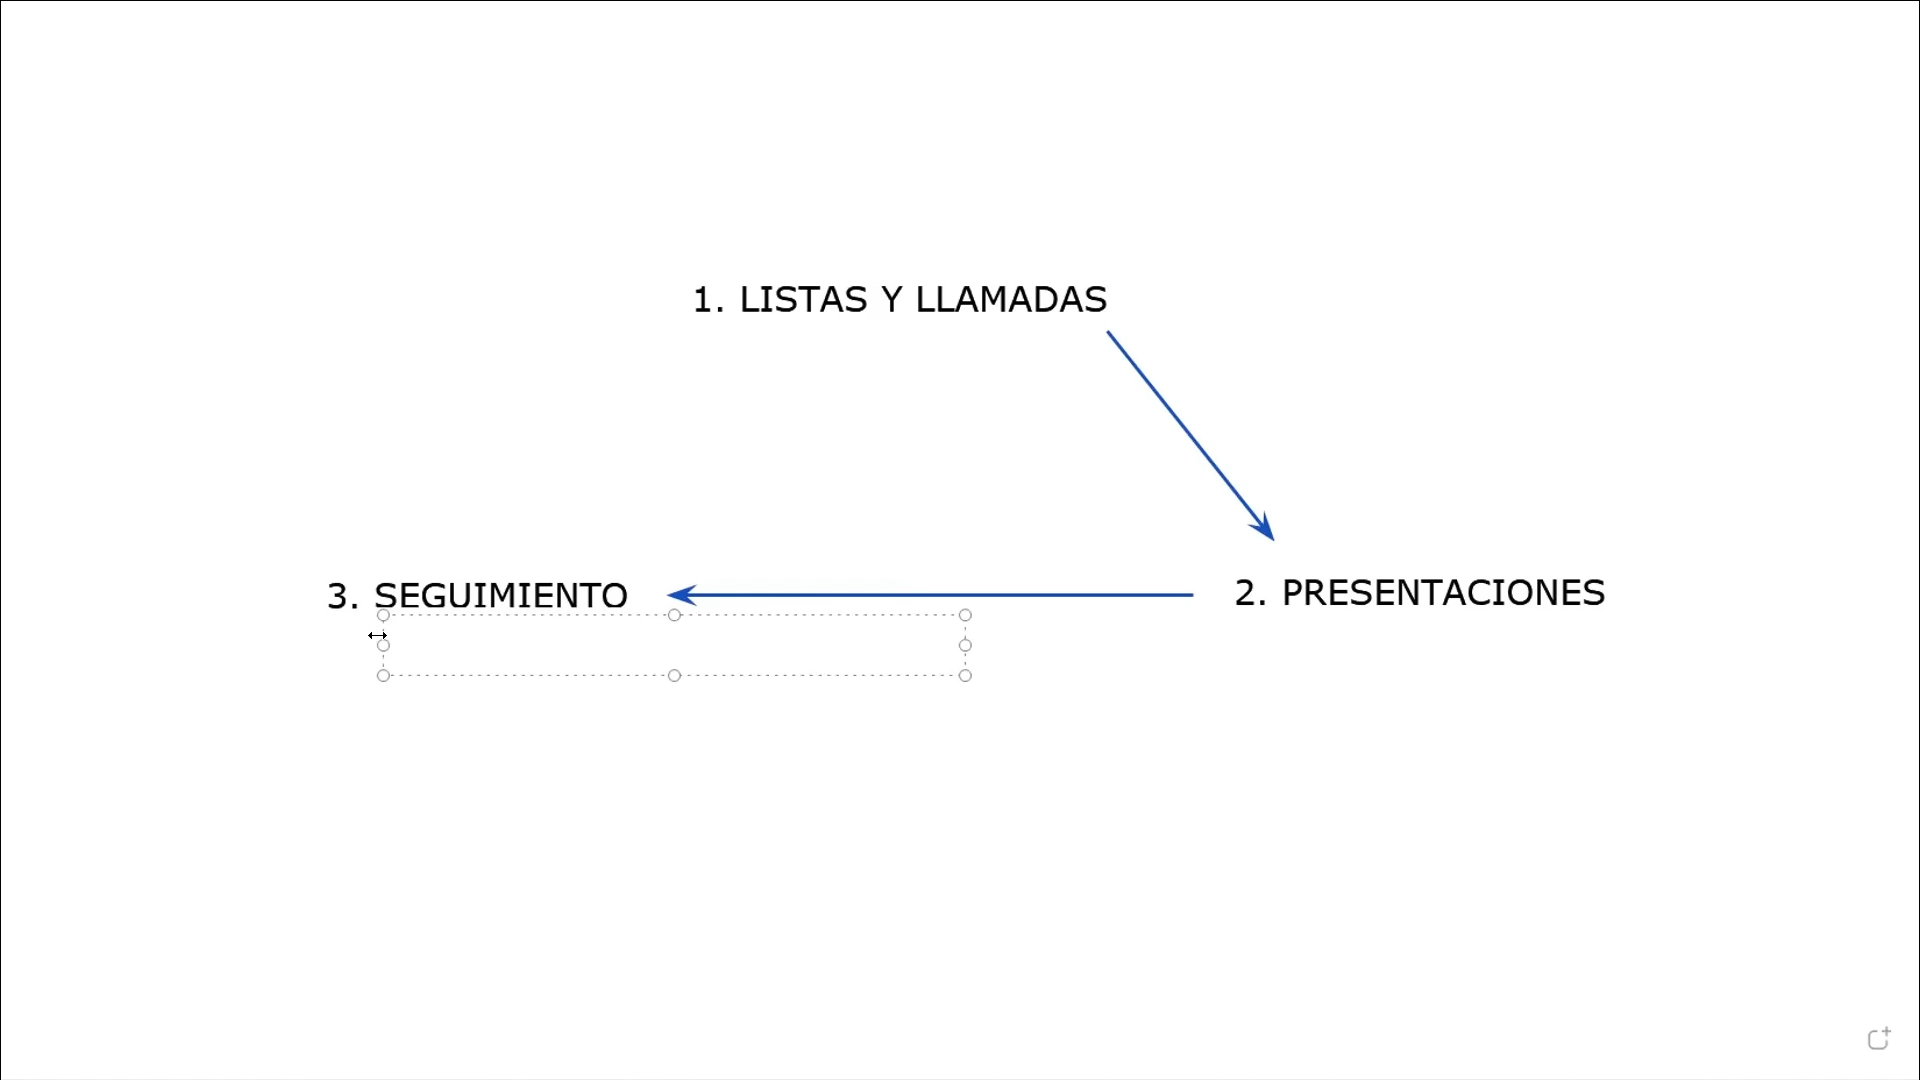 1. LISTAS Y LLAMADAS
3. SEGUIMIENTO
2. PRESENTACIONES